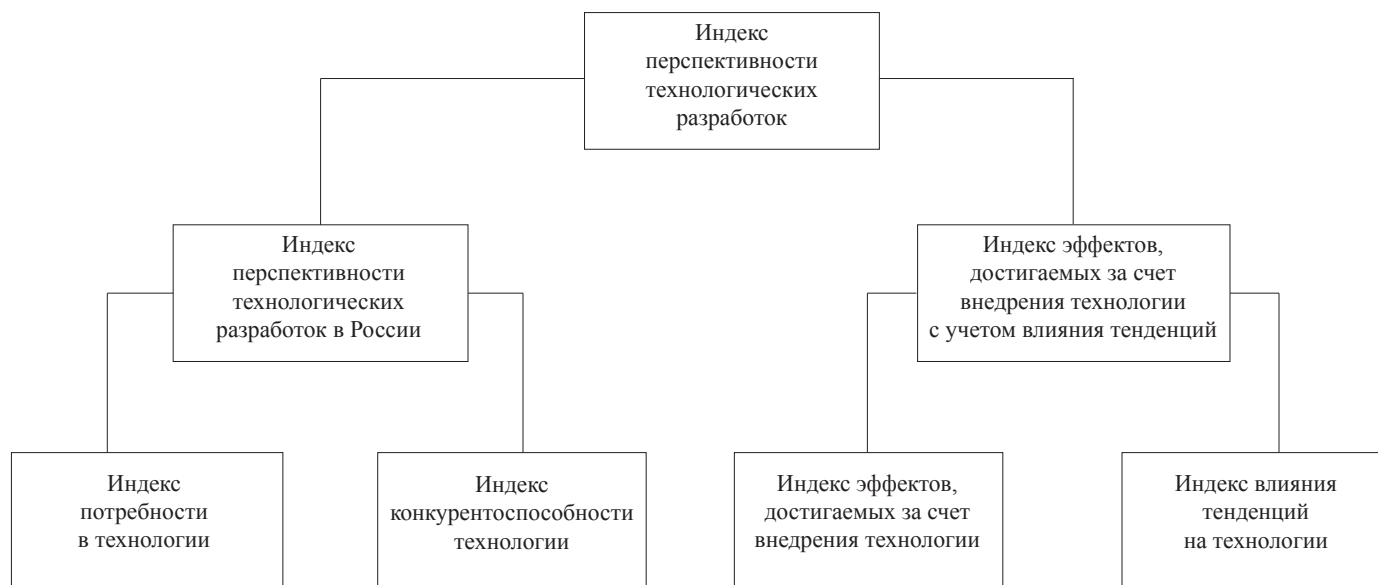 Индекс
перспективности
технологических
разработок
Индекс
перспективности
технологических
разработок в России
Индекс эффектов,
достигаемых за счет
внедрения технологии
с учетом влияния тенденций
Индекс
потребности
в технологии
Индекс
конкурентоспособности
технологии
Индекс эффектов,
достигаемых за счет
внедрения технологии
Индекс влияния
тенденций
на технологии